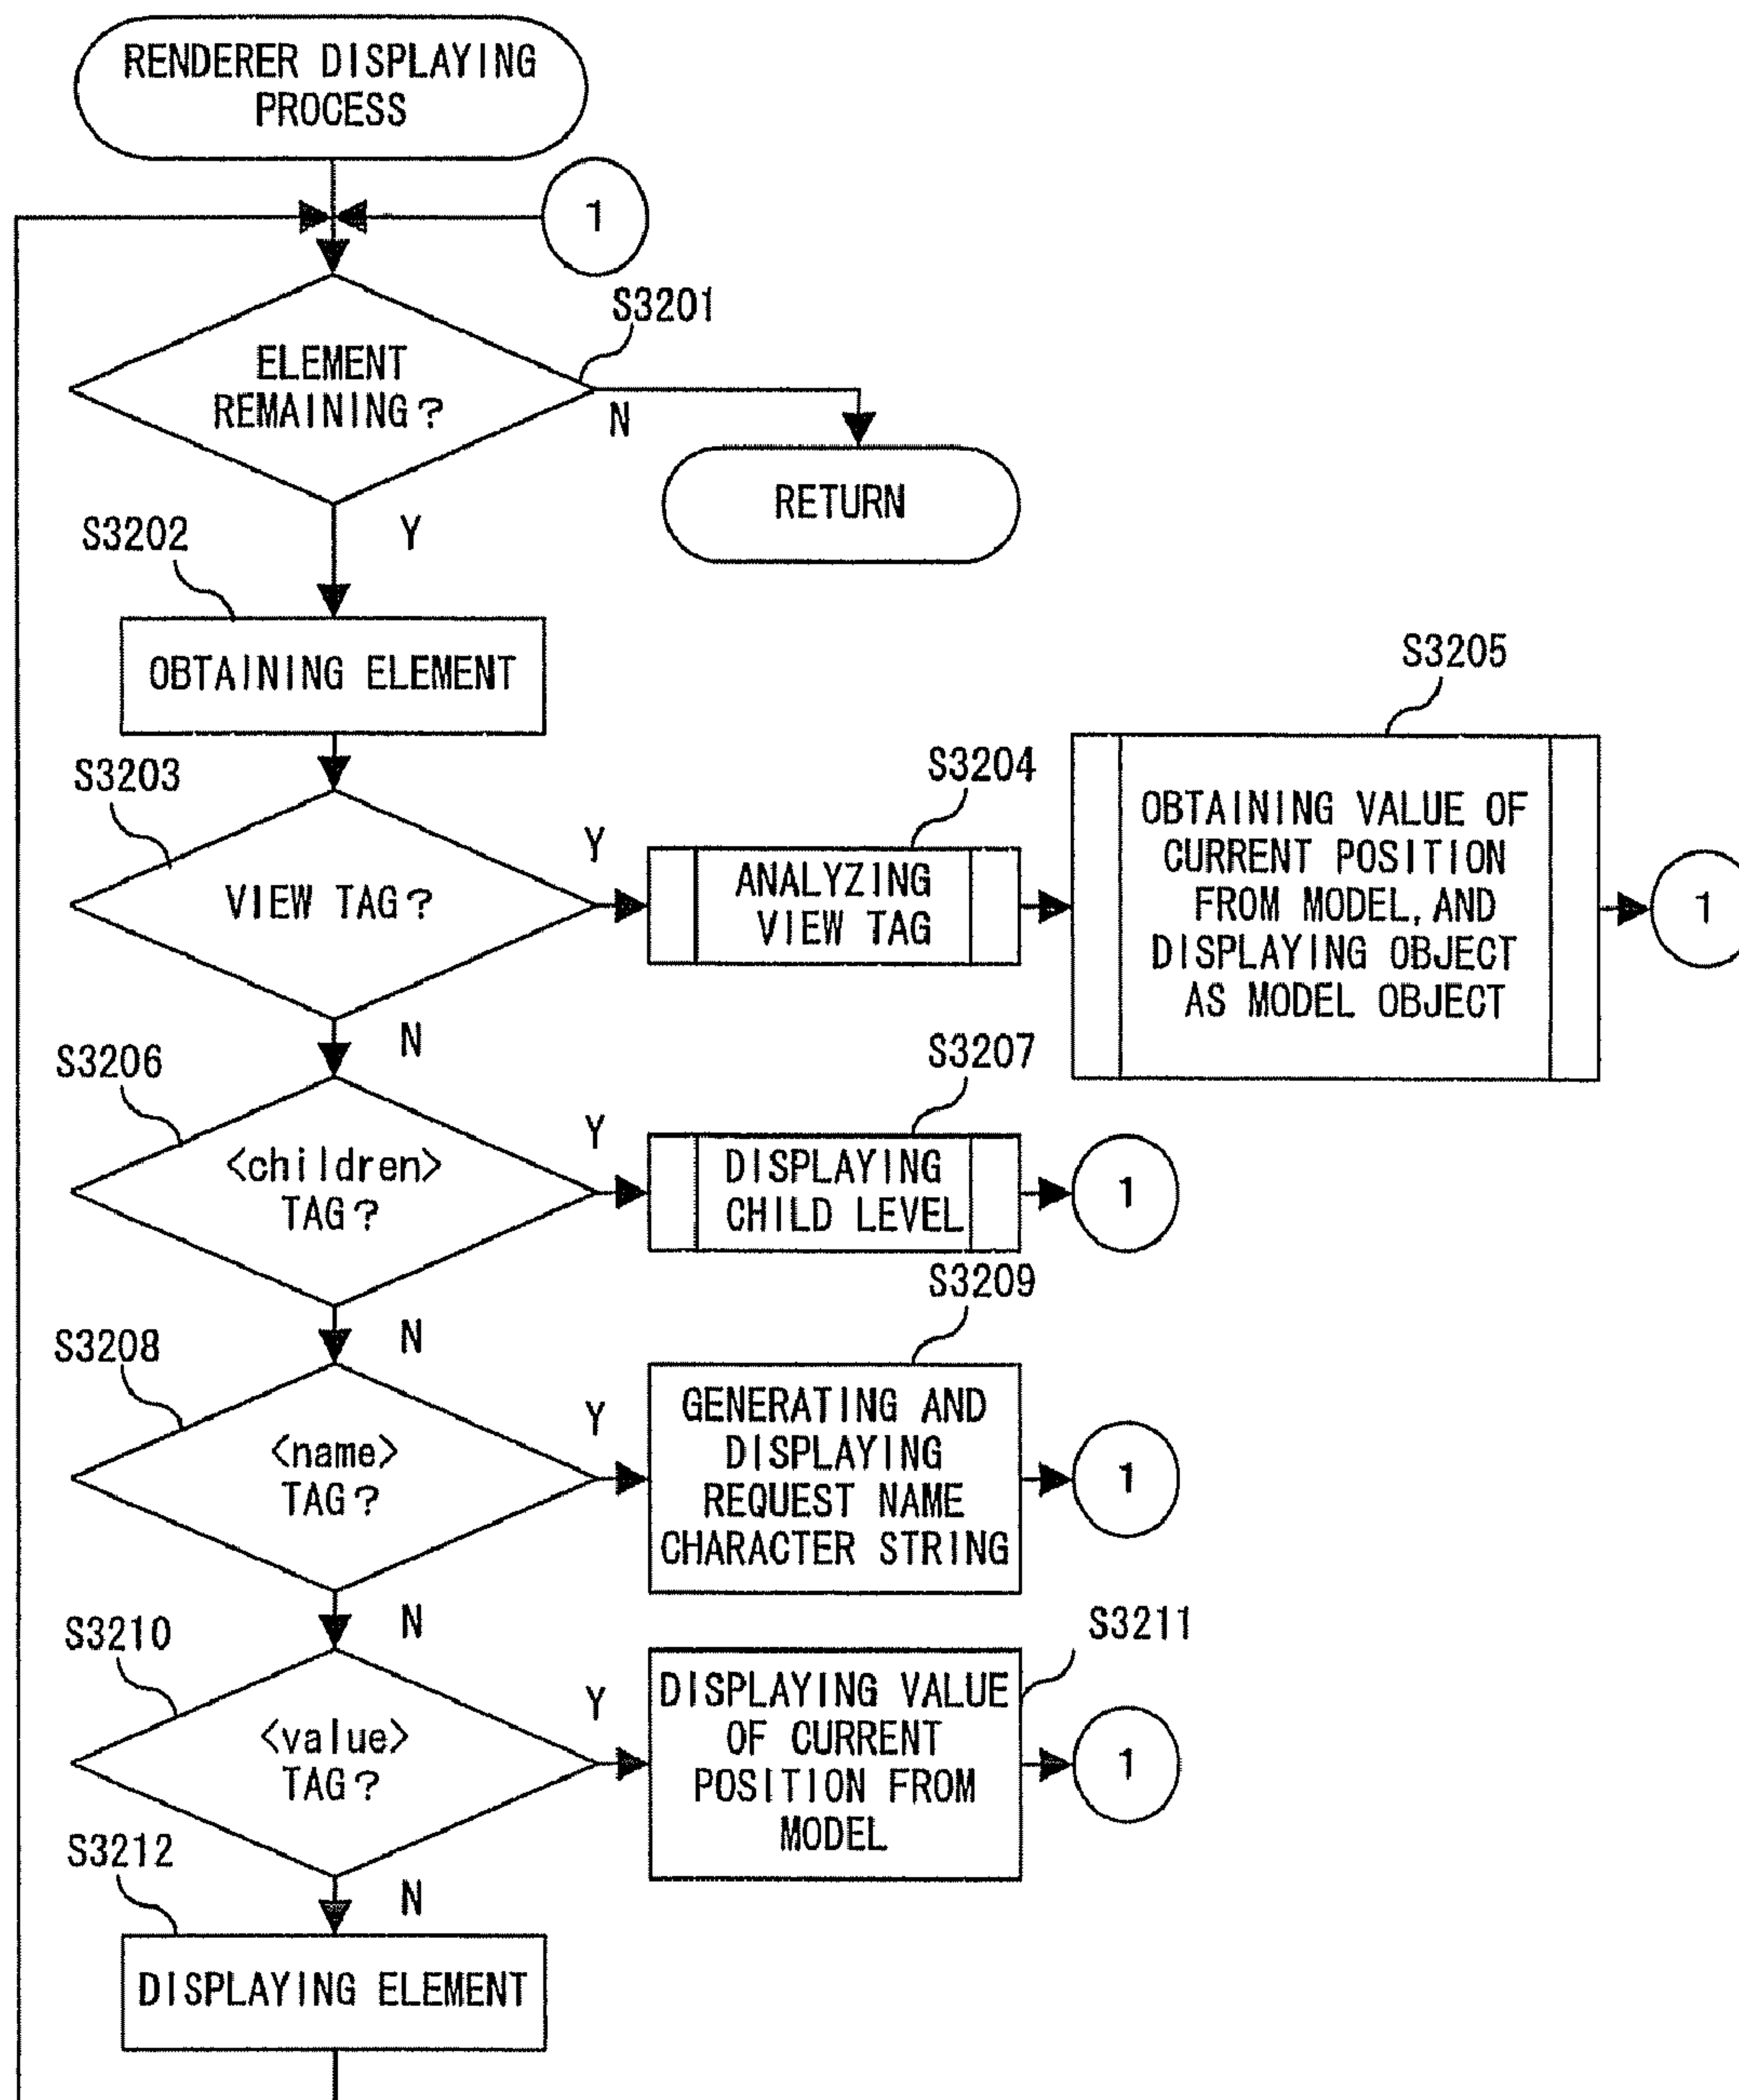 RENDERER DISPLAYING
PROCESS
1
S3201
ELEMENT
REMAINING?
N
RETURN
Y
S3202
OBTAINING ELEMENT
S3205
S3203
S3204
VIEW TAG?
Y
ANALYZING
VIEW TAG
OBTAINING VALUE OF
CURRENT POSITION
FROM MODEL, AND
DISPLAYING OBJECT
AS MODEL OBJECT
1
N
S3206
S3207
<children>
TAG?
Y
DISPLAYING
CHILD LEVEL
1
N
S3208
S3209
<name>
TAG?
Y
GENERATING AND
DISPLAYING
REQUEST NAME
CHARACTER STRING
1
N
S3210
S3211
<value>
TAG?
Y
DISPLAYING VALUE
OF CURRENT
POSITION FROM
MODEL
1
N
S3212
DISPLAYING ELEMENT